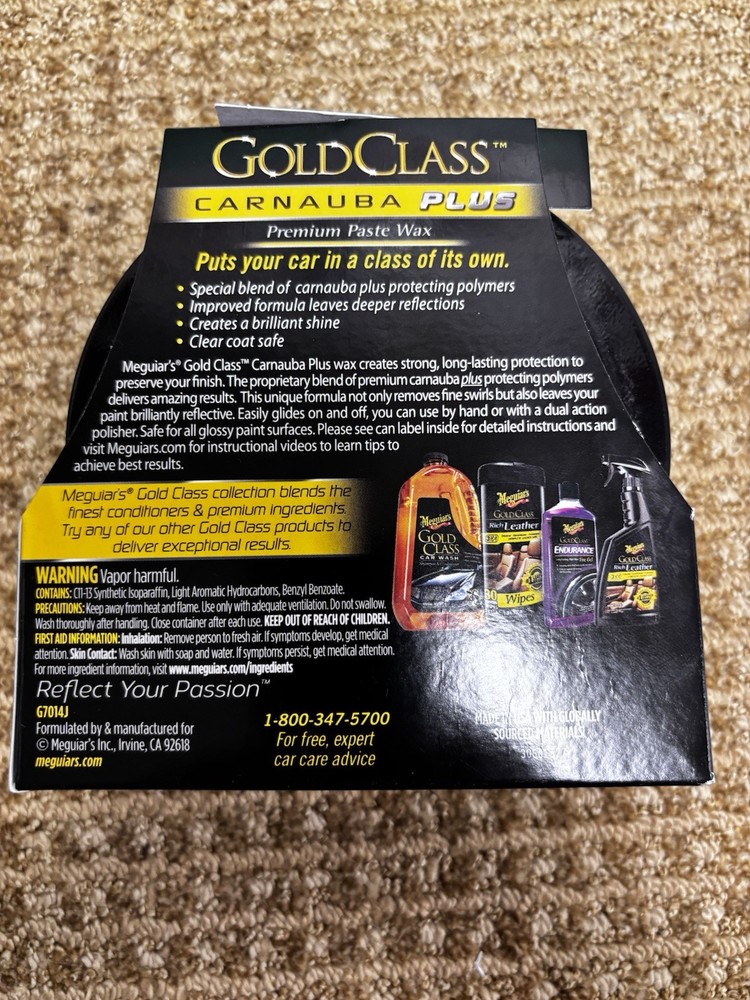 GOLDCLASS™
CARNAUBA PLUS
Premium Paste Wax
Puts your car in a class of its own.
• Special blend of carnauba plus protecting polymers
• Improved formula leaves deeper reflections
• Creates a brilliant shine
• Clear coat safe
Meguiar's® Gold Class™ Carnauba Plus wax creates strong, long-lasting protection to
preserve your finish. The proprietary blend of premium carnauba plus protecting polymers
delivers amazing results. This unique formula not only removes fine swirls but also leaves your
paint brilliantly reflective. Easily glides on and off, you can use by hand or with a dual action
polisher. Safe for all glossy paint surfaces. Please see can label inside for detailed instructions and
visit Meguiars.com for instructional videos to learn tips to
achieve best results.
Meguiar's® Gold Class collection blends the
finest conditioners & premium ingredients.
Try any of our other Gold Class products to
deliver exceptional results.
Meguiar's
GOLD
CLASS
CAR WASH
Meguiar's
GOLDCLASS
Rich Leather
30
Wipes
Meguiar's
GOLDCLASS
ENDURANCE
Meguiar's
GOLDCLASS
Rich Leather
WARNING Vapor harmful.
CONTAINS: C11-13 Synthetic Isoparaffin, Light Aromatic Hydrocarbons, Benzyl Benzoate.
PRECAUTIONS: Keep away from heat and flame. Use only with adequate ventilation. Do not swallow.
Wash thoroughly after handling. Close container after each use. KEEP OUT OF REACH OF CHILDREN.
FIRST AID INFORMATION: Inhalation: Remove person to fresh air. If symptoms develop, get medical
attention. Skin Contact: Wash skin with soap and water. If symptoms persist, get medical attention.
For more ingredient information, visit www.meguiars.com/ingredients
Reflect Your Passion™
G7014J
Formulated by & manufactured for
© Meguiar's Inc., Irvine, CA 92618
meguiars.com
1-800-347-5700
For free, expert
car care advice
MADE IN USA WITH GLOBALLY
SOURCED MATERIALS